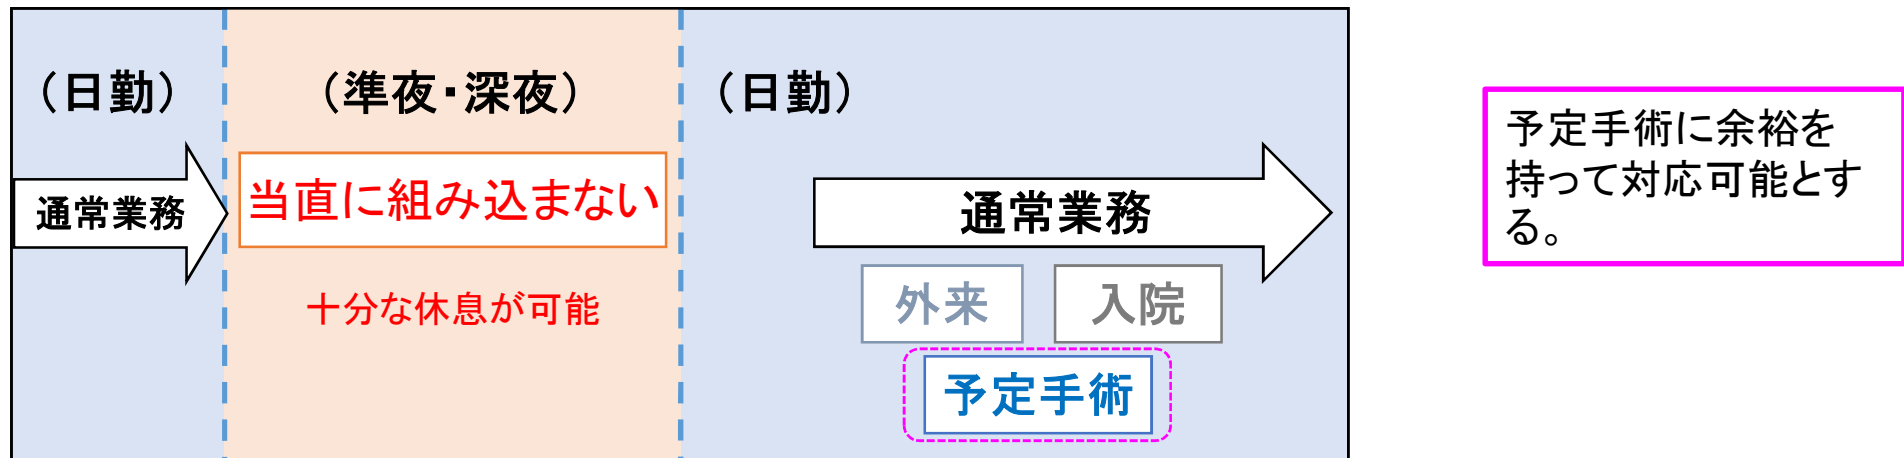 （日勤）
（準夜・深夜）
（日勤）
通常業務
当直に組み込まない
十分な休息が可能
通常業務
外来
入院
予定手術
予定手術に余裕を
持って対応可能とす
る。